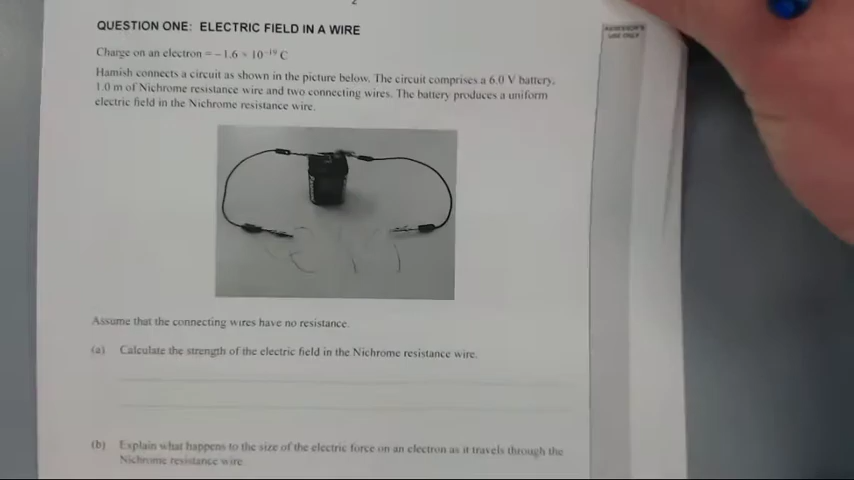 2
QUESTION ONE: ELECTRIC FIELD IN A WIRE
ASSESSOR'S
USE ONLY
Charge on an electron = −1.6 × 10⁻¹⁹ C
Hamish connects a circuit as shown in the picture below. The circuit comprises a 6.0 V battery,
1.0 m of Nichrome resistance wire and two connecting wires. The battery produces a uniform
electric field in the Nichrome resistance wire.
Assume that the connecting wires have no resistance.
(a) Calculate the strength of the electric field in the Nichrome resistance wire.
(b) Explain what happens to the size of the electric force on an electron as it travels through the
Nichrome resistance wire